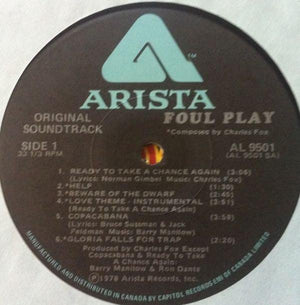 ARISTA
TM
FOUL PLAY
*Composed by Charles Fox
ORIGINAL
SOUNDTRACK
SIDE 1
33 1/3 RPM
AL 9501
(AL 9501 SA)
1. READY TO TAKE A CHANCE AGAIN (3:56)
(Lyrics: Norman Gimbel Music: Charles Fox)
2.*HELP (1:30)
3.*BEWARE OF THE DWARF (2:40)
4.*LOVE THEME - INSTRUMENTAL (2:51)
(Ready To Take A Chance Again)
5. COPACABANA (3:58)
(Lyrics: Bruce Sussman & Jack
Feldman Music: Barry Manilow)
6.*GLORIA FALLS FOR TRAP (2:20)
Produced by Charles Fox Except
Copacabana & Ready To Take
A Chance Again:
Barry Manilow & Ron Dante
℗1978 Arista Records, Inc.
MANUFACTURED AND DISTRIBUTED IN CANADA BY CAPITOL RECORDS-EMI OF CANADA LIMITED